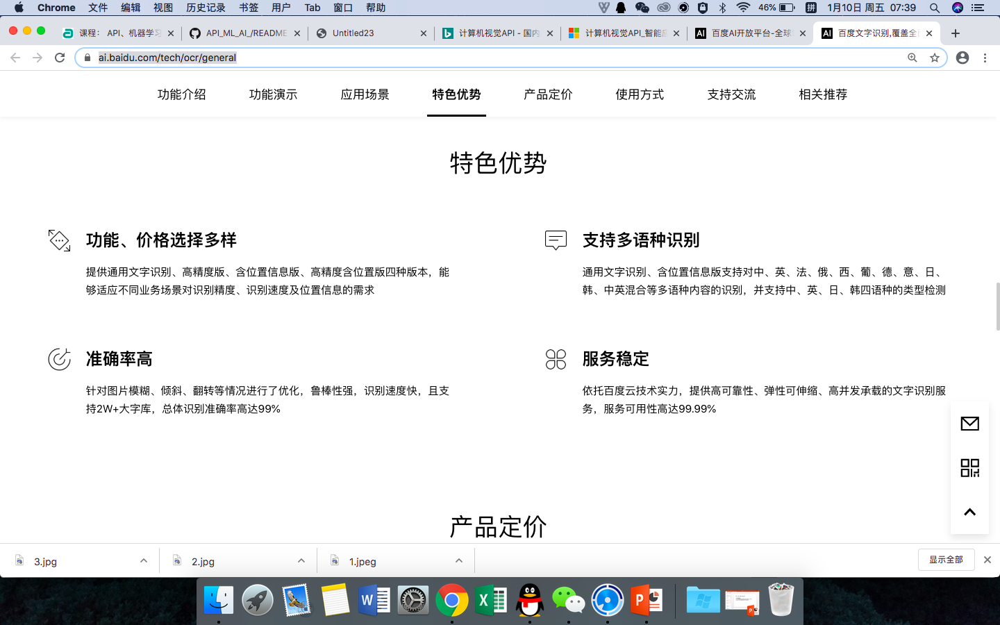 Chrome 文件 编辑 视图 历史记录 书签 用户 Tab 窗口 帮助 46% 拼 1月10日 周五 07:39
课程： API、机器学习 API_ML_AI_/README Untitled23 计算机视觉API - 国内 计算机视觉API_智能 百度AI开放平台-全球 百度文字识别,覆盖全
ai.baidu.com/tech/ocr/general
功能介绍 功能演示 应用场景 特色优势 产品定价 使用方式 支持交流 相关推荐
特色优势
功能、价格选择多样
提供通用文字识别、高精度版、含位置信息版、高精度含位置版四种版本，能
够适应不同业务场景对识别精度、识别速度及位置信息的需求
支持多语种识别
通用文字识别、含位置信息版支持对中、英、法、俄、西、葡、德、意、日、
韩、中英混合等多语种内容的识别，并支持中、英、日、韩四语种的类型检测
准确率高
针对图片模糊、倾斜、翻转等情况进行了优化，鲁棒性强，识别速度快，且支
持2W+大字库，总体识别准确率高达99%
服务稳定
依托百度云技术实力，提供高可靠性、弹性可伸缩、高并发承载的文字识别服
务，服务可用性高达99.99%
产品定价
3.jpg 2.jpg 1.jpeg 显示全部